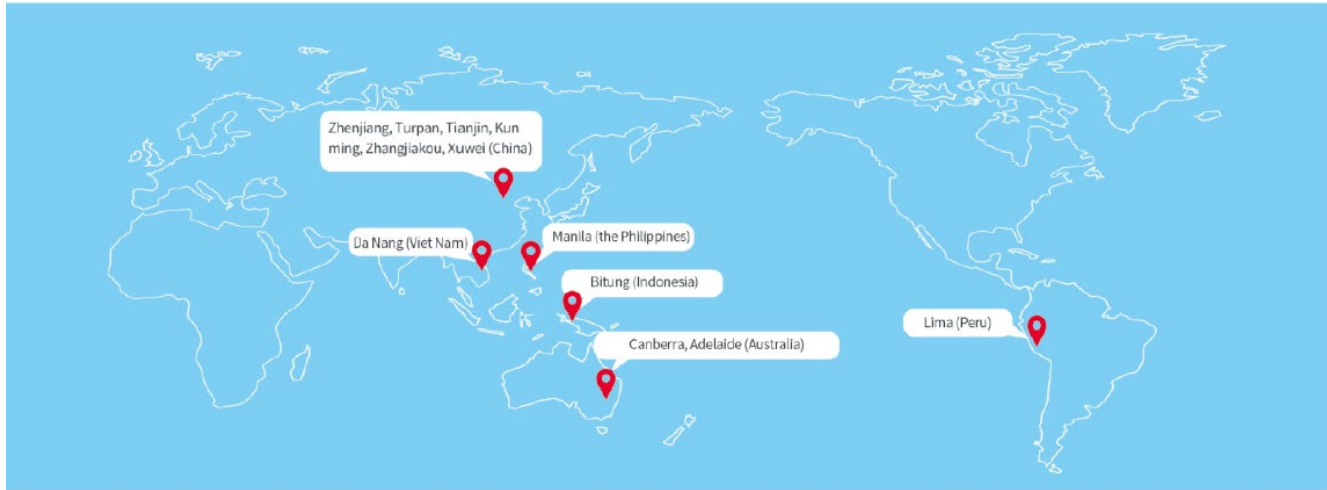 Zhenjiang, Turpan, Tianjin, Kun
ming, Zhangjiakou, Xuwei (China)
Da Nang (Viet Nam)
Manila (the Philippines)
Bitung (Indonesia)
Lima (Peru)
Canberra, Adelaide (Australia)